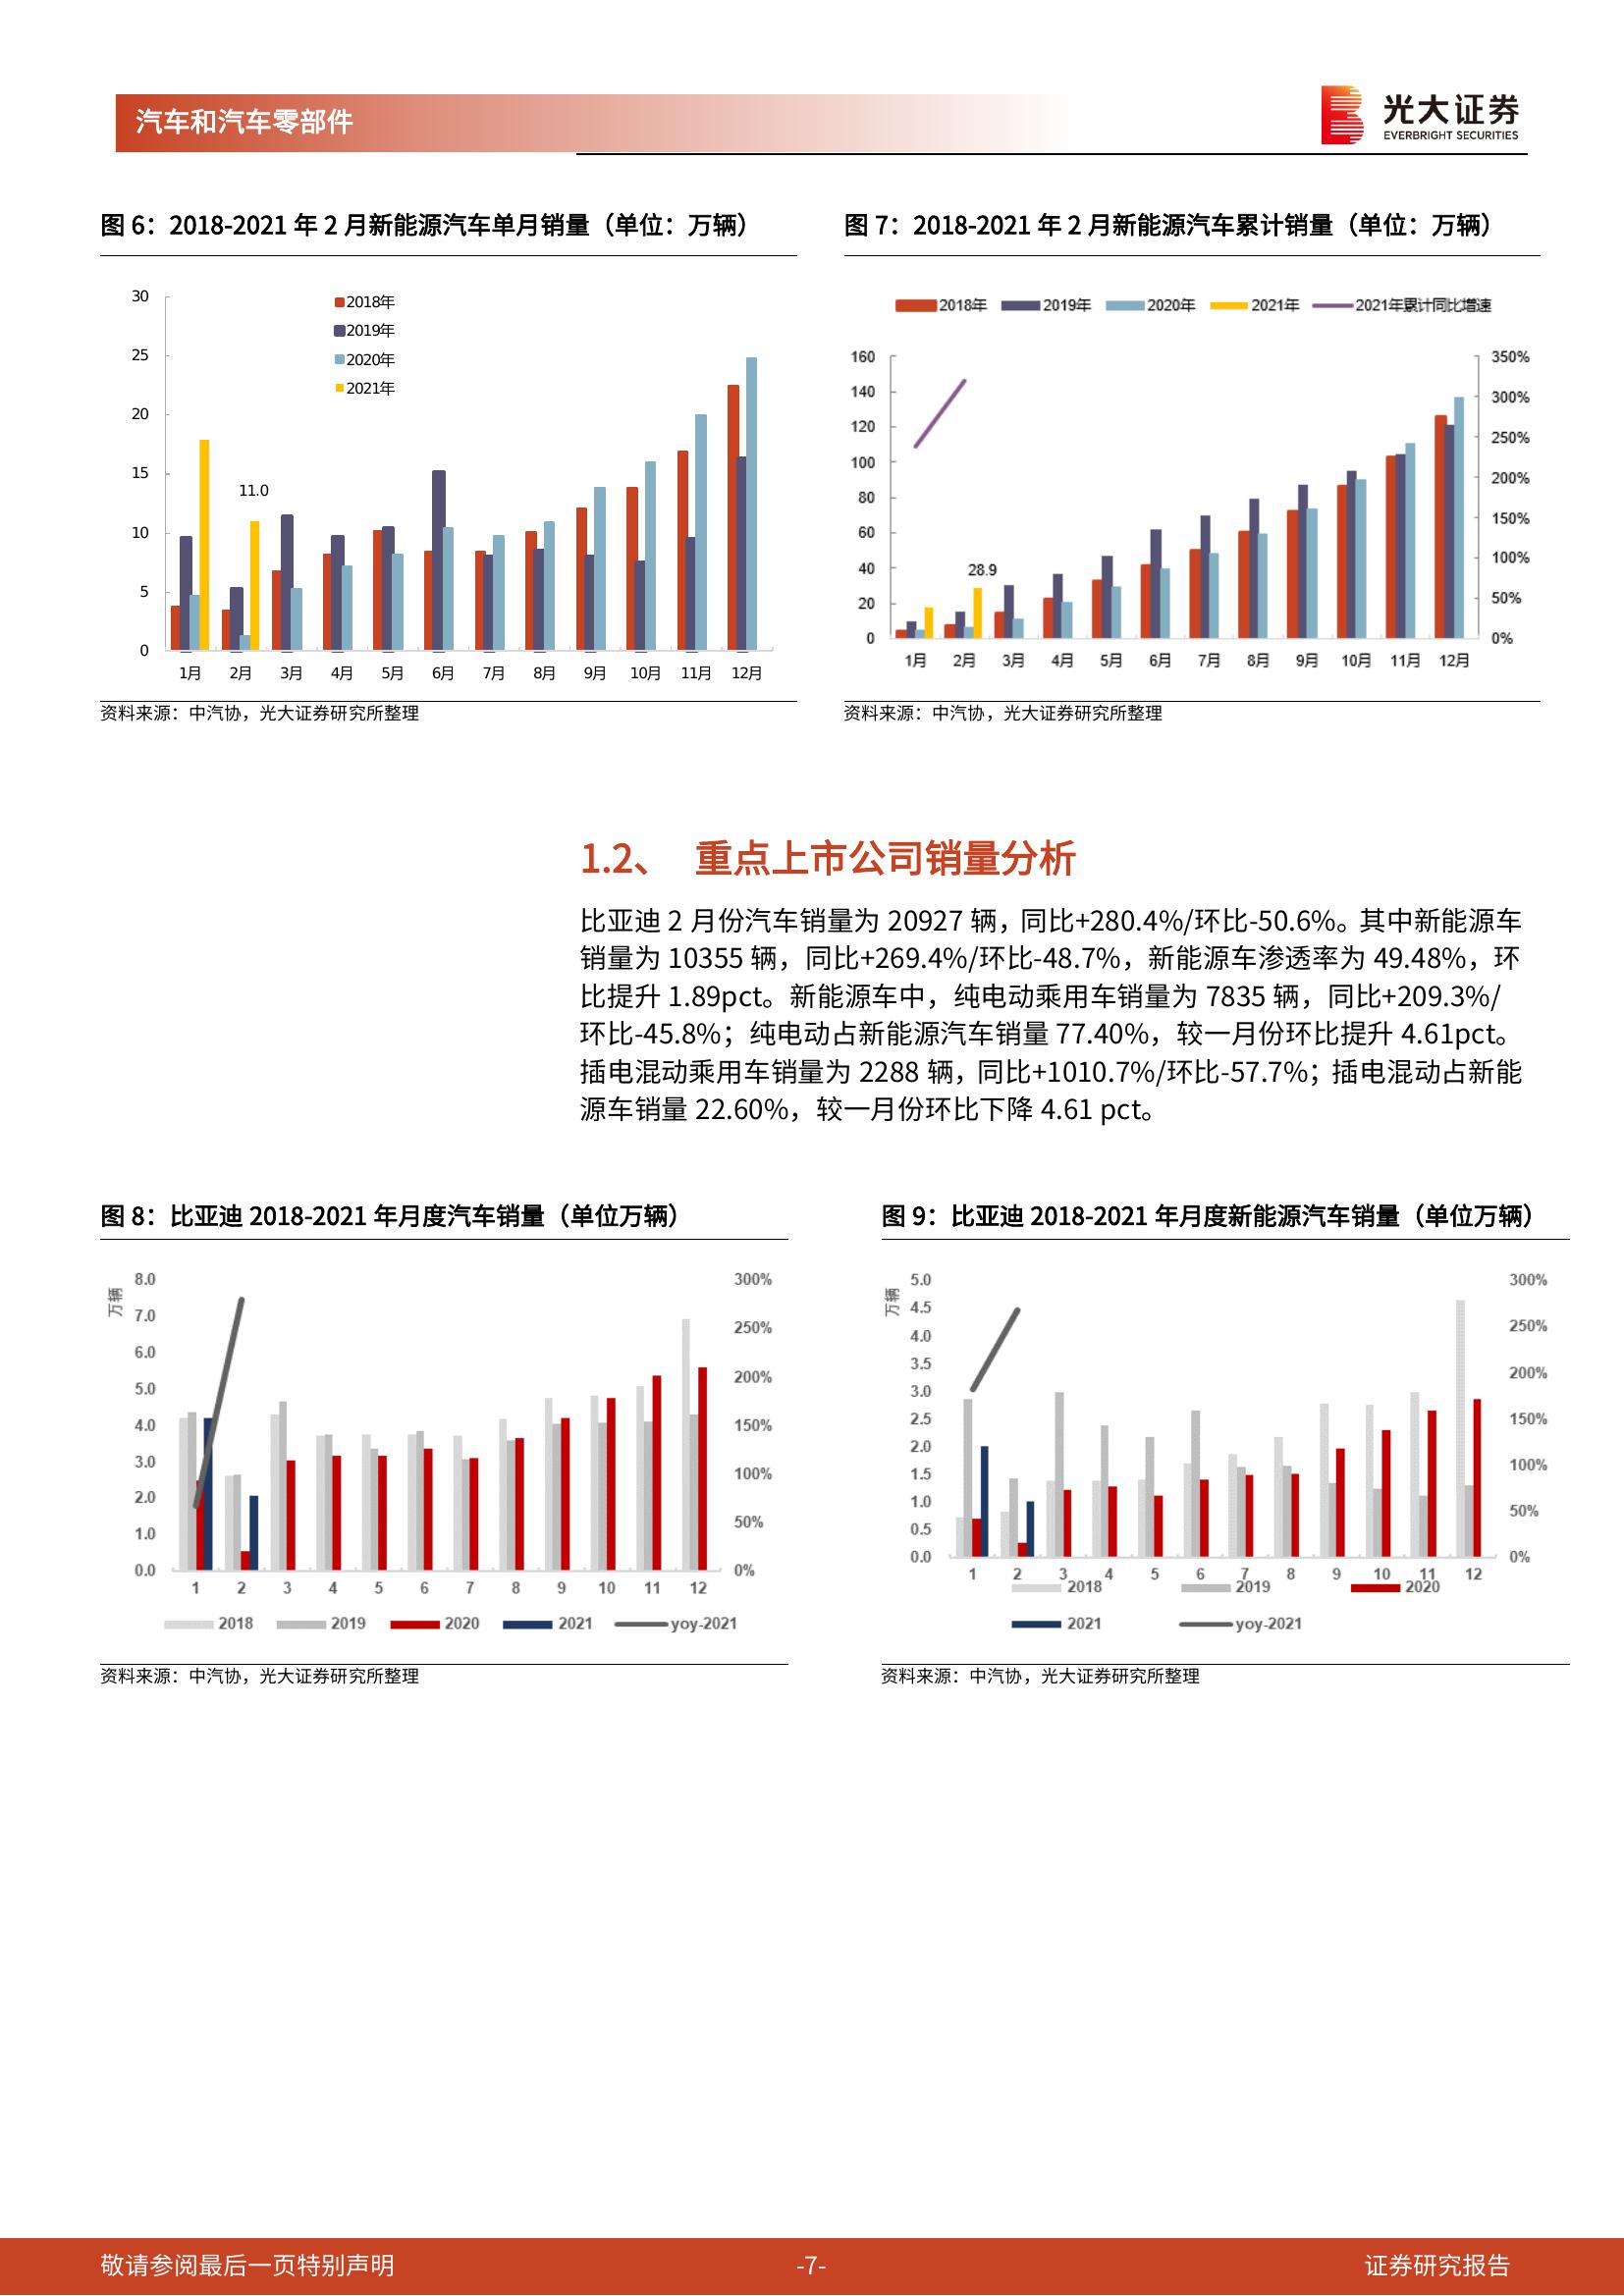 汽车和汽车零部件
光大证券
EVERBRIGHT SECURITIES
图 6：2018-2021 年 2 月新能源汽车单月销量（单位：万辆）
30
25
20
15
10
5
0
2018年
2019年
2020年
2021年
11.0
1月 2月 3月 4月 5月 6月 7月 8月 9月 10月 11月 12月
资料来源：中汽协，光大证券研究所整理
图 7：2018-2021 年 2 月新能源汽车累计销量（单位：万辆）
2018年 2019年 2020年 2021年 2021年累计同比增速
160
140
120
100
80
60
40
20
0
28.9
350%
300%
250%
200%
150%
100%
50%
0%
1月 2月 3月 4月 5月 6月 7月 8月 9月 10月 11月 12月
资料来源：中汽协，光大证券研究所整理
1.2、 重点上市公司销量分析
比亚迪 2 月份汽车销量为 20927 辆，同比+280.4%/环比-50.6%。其中新能源车
销量为 10355 辆，同比+269.4%/环比-48.7%，新能源车渗透率为 49.48%，环
比提升 1.89pct。新能源车中，纯电动乘用车销量为 7835 辆，同比+209.3%/
环比-45.8%；纯电动占新能源汽车销量 77.40%，较一月份环比提升 4.61pct。
插电混动乘用车销量为 2288 辆，同比+1010.7%/环比-57.7%；插电混动占新能
源车销量 22.60%，较一月份环比下降 4.61 pct。
图 8：比亚迪 2018-2021 年月度汽车销量（单位万辆）
万辆
8.0
7.0
6.0
5.0
4.0
3.0
2.0
1.0
0.0
300%
250%
200%
150%
100%
50%
0%
1 2 3 4 5 6 7 8 9 10 11 12
2018 2019 2020 2021 yoy-2021
资料来源：中汽协，光大证券研究所整理
图 9：比亚迪 2018-2021 年月度新能源汽车销量（单位万辆）
万辆
5.0
4.5
4.0
3.5
3.0
2.5
2.0
1.5
1.0
0.5
0.0
300%
250%
200%
150%
100%
50%
0%
1 2 3 4 5 6 7 8 9 10 11 12
2018 2019 2020
2021 yoy-2021
资料来源：中汽协，光大证券研究所整理
敬请参阅最后一页特别声明 -7- 证券研究报告